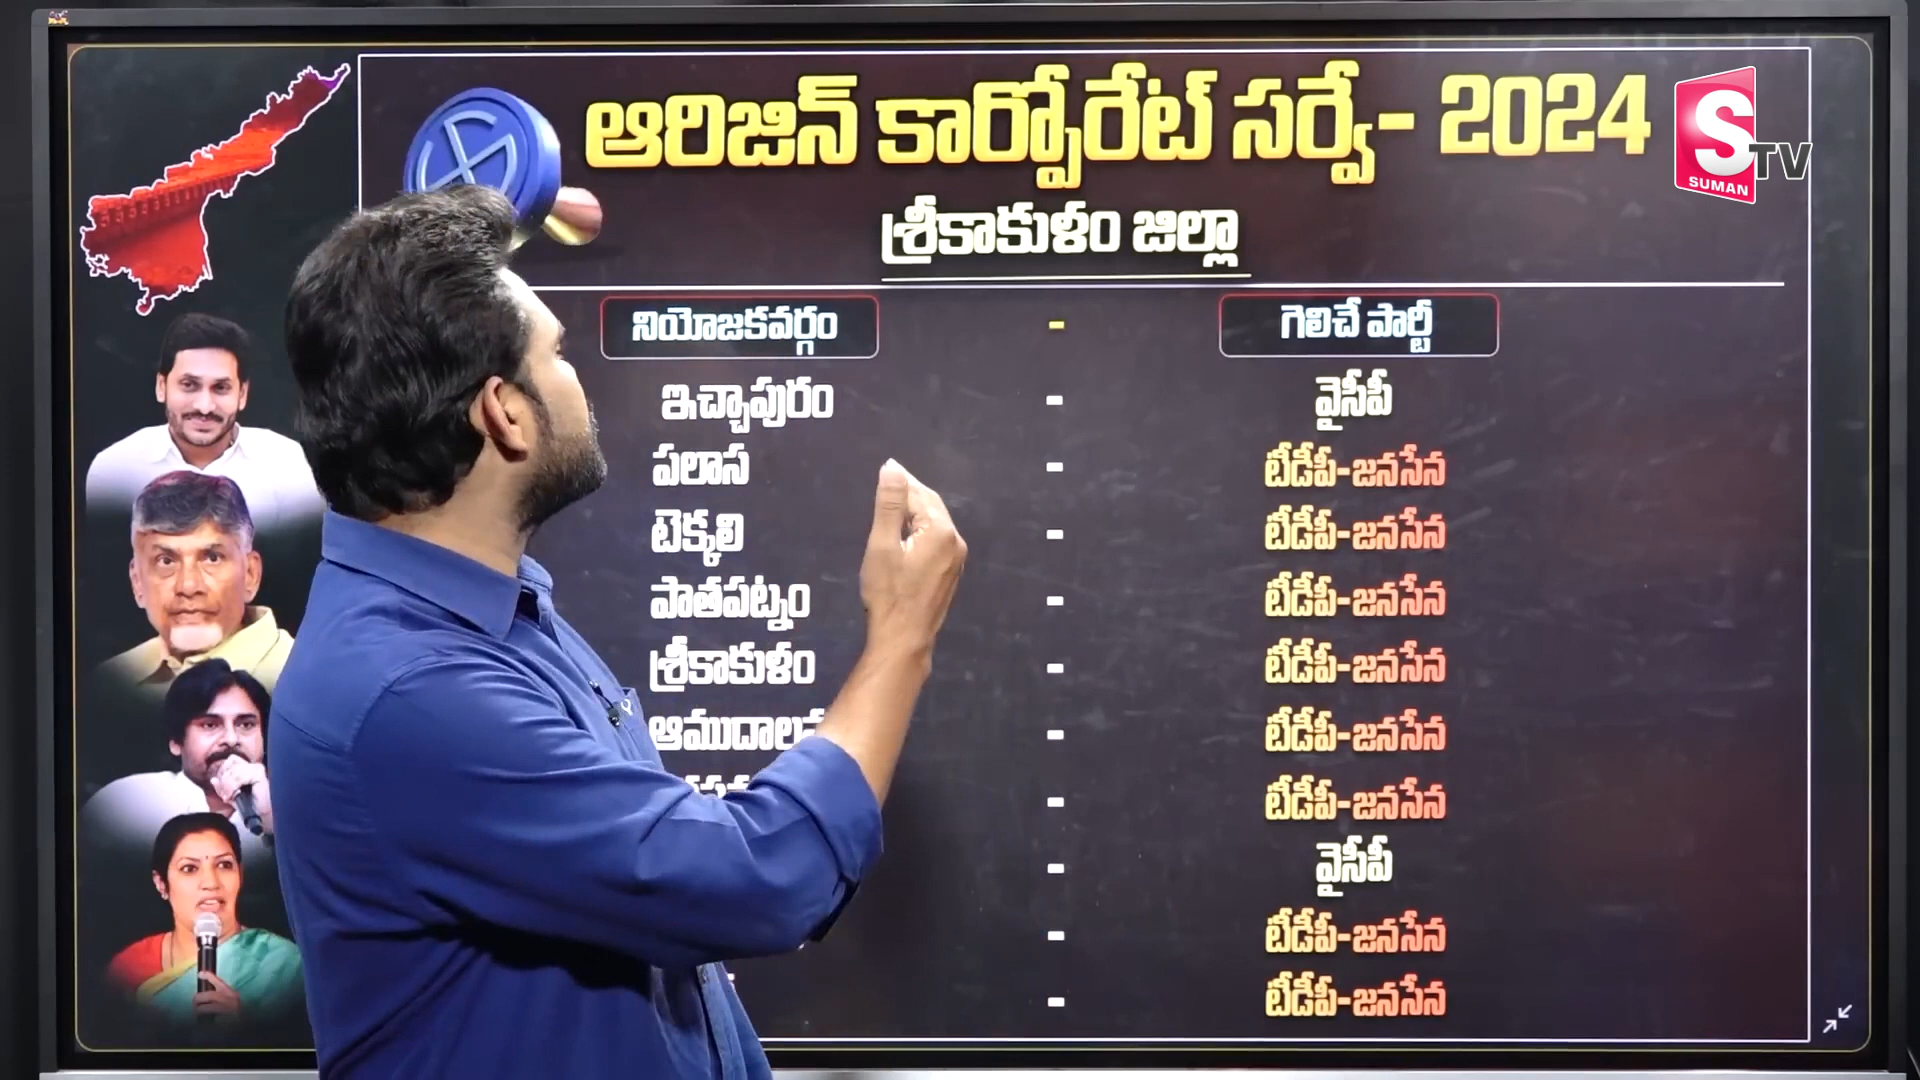 ఆరిజిన్ కార్పోరేట్ సర్వే- 2024
S TV
SUMAN
శ్రీకాకుళం జిల్లా
నియోజకవర్గం - గెలిచే పార్టీ
ఇచ్చాపురం - వైసీపీ
పలాస - టీడీపీ-జనసేన
టెక్కలి - టీడీపీ-జనసేన
పాతపట్నం - టీడీపీ-జనసేన
శ్రీకాకుళం - టీడీపీ-జనసేన
- టీడీపీ-జనసేన
- టీడీపీ-జనసేన
- వైసీపీ
- టీడీపీ-జనసేన
- టీడీపీ-జనసేన